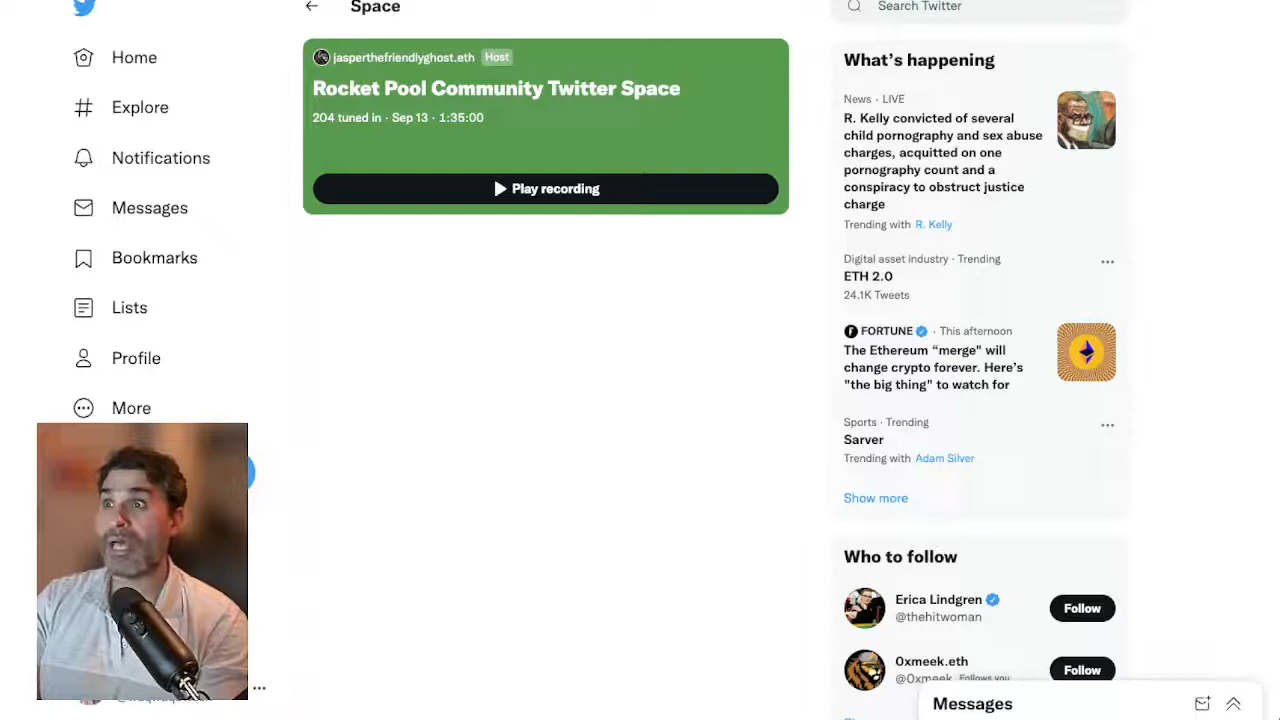 Space
Search Twitter
Home
Explore
Notifications
Messages
Bookmarks
Lists
Profile
More
jasperthefriendlyghost.eth Host
Rocket Pool Community Twitter Space
204 tuned in · Sep 13 · 1:35:00
Play recording
What's happening
News · LIVE
R. Kelly convicted of several
child pornography and sex abuse
charges, acquitted on one
pornography count and a
conspiracy to obstruct justice
charge
Trending with R. Kelly
Digital asset industry · Trending
ETH 2.0
24.1K Tweets
FORTUNE · This afternoon
The Ethereum “merge" will
change crypto forever. Here’s
"the big thing" to watch for
Sports · Trending
Sarver
Trending with Adam Silver
Show more
Who to follow
Erica Lindgren
@thehitwoman
Follow
0xmeek.eth
@0xmeek Follows you
Follow
Messages